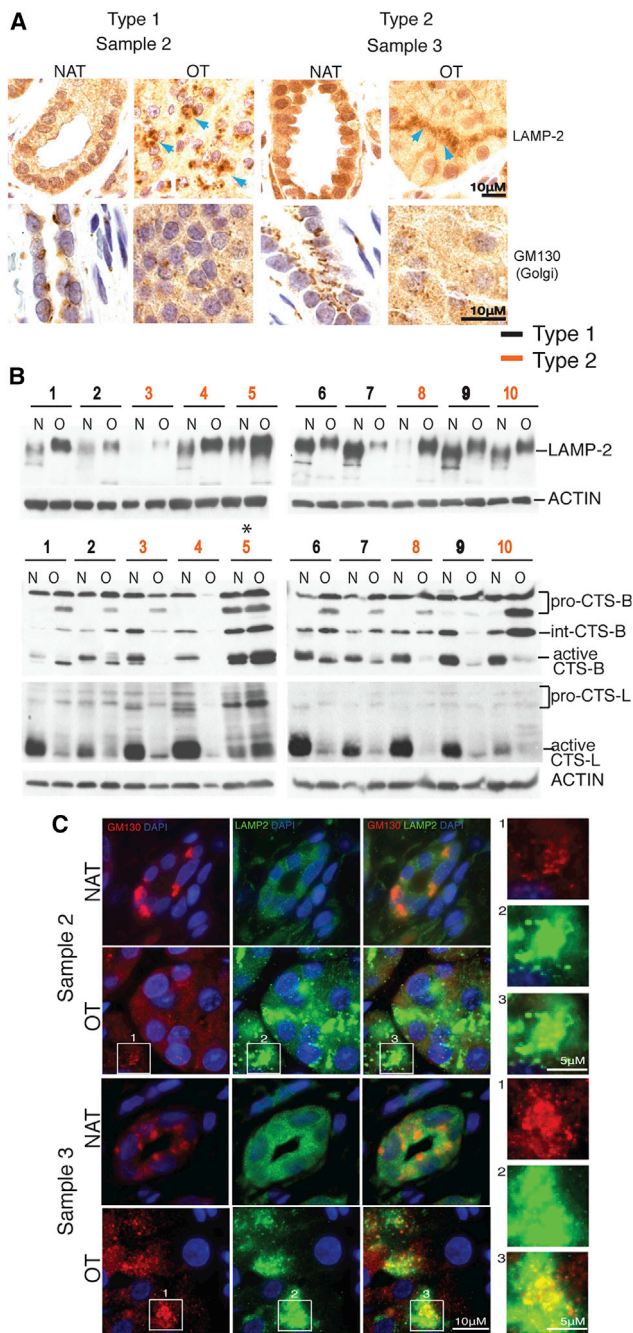 A
Type 1
Type 2
Sample 2
Sample 3
NAT
OT
NAT
OT
LAMP-2
10μM
GM130
(Golgi)
10μM
Type 1
Type 2
B
1 2 3 4 5 6 7 8 9 10
N O N O N O N O N O N O N O N O N O N O
LAMP-2
ACTIN
*
1 2 3 4 5 6 7 8 9 10
N O N O N O N O N O N O N O N O N O N O
pro-CTS-B
int-CTS-B
active
CTS-B
pro-CTS-L
active
CTS-L
ACTIN
C
GM130 DAPI
LAMP2 DAPI
GM130 LAMP2 DAPI
1
NAT
2
Sample 2
OT
3
1
2
3
5μM
NAT
1
Sample 3
2
OT
3
1
2
3
10μM
5μM